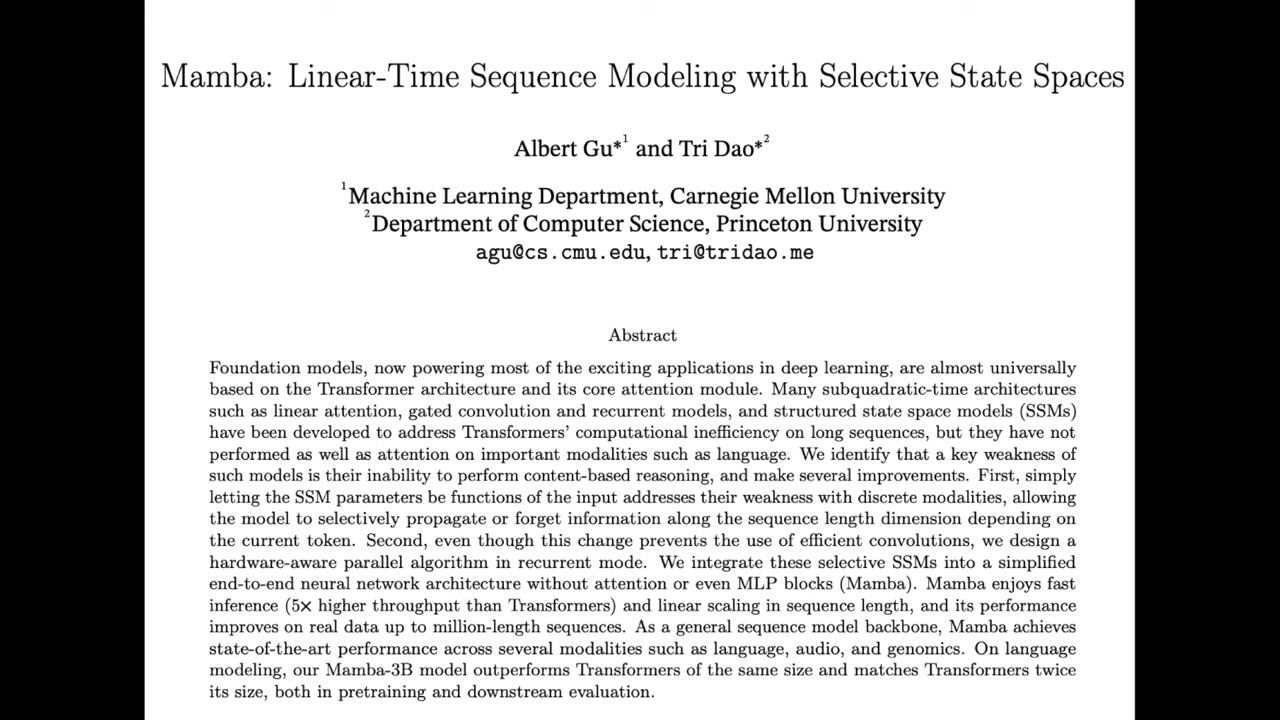 Mamba: Linear-Time Sequence Modeling with Selective State Spaces
Albert Gu*¹ and Tri Dao*²
¹Machine Learning Department, Carnegie Mellon University
²Department of Computer Science, Princeton University
agu@cs.cmu.edu, tri@tridao.me
Abstract
Foundation models, now powering most of the exciting applications in deep learning, are almost universally
based on the Transformer architecture and its core attention module. Many subquadratic-time architectures
such as linear attention, gated convolution and recurrent models, and structured state space models (SSMs)
have been developed to address Transformers' computational inefficiency on long sequences, but they have not
performed as well as attention on important modalities such as language. We identify that a key weakness of
such models is their inability to perform content-based reasoning, and make several improvements. First, simply
letting the SSM parameters be functions of the input addresses their weakness with discrete modalities, allowing
the model to selectively propagate or forget information along the sequence length dimension depending on
the current token. Second, even though this change prevents the use of efficient convolutions, we design a
hardware-aware parallel algorithm in recurrent mode. We integrate these selective SSMs into a simplified
end-to-end neural network architecture without attention or even MLP blocks (Mamba). Mamba enjoys fast
inference (5× higher throughput than Transformers) and linear scaling in sequence length, and its performance
improves on real data up to million-length sequences. As a general sequence model backbone, Mamba achieves
state-of-the-art performance across several modalities such as language, audio, and genomics. On language
modeling, our Mamba-3B model outperforms Transformers of the same size and matches Transformers twice
its size, both in pretraining and downstream evaluation.